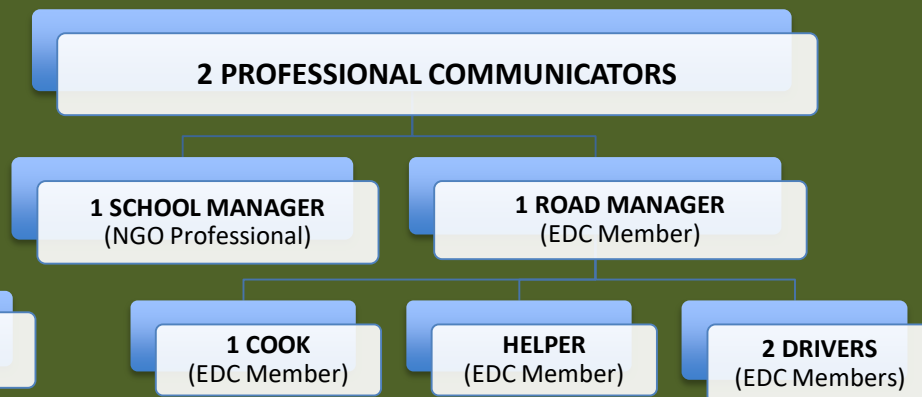 2 PROFESSIONAL COMMUNICATORS
1 SCHOOL MANAGER
(NGO Professional)
1 ROAD MANAGER
(EDC Member)
1 COOK
(EDC Member)
HELPER
(EDC Member)
2 DRIVERS
(EDC Members)